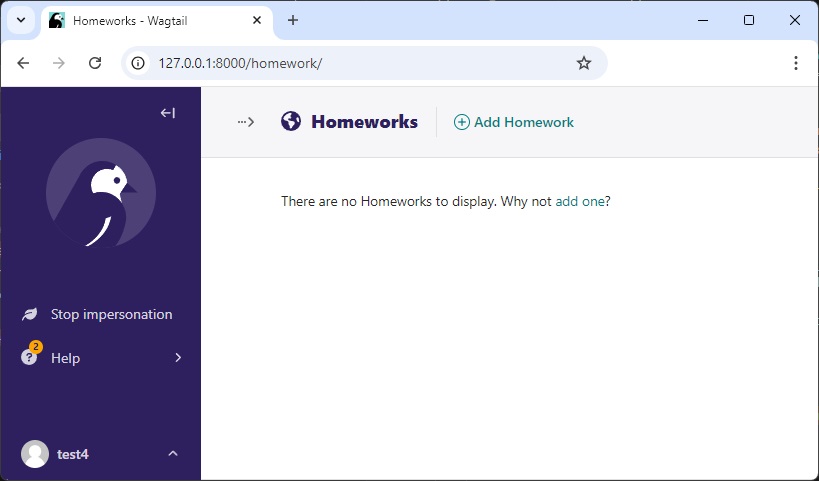 Homeworks - Wagtail
127.0.0.1:8000/homework/
Homeworks
Add Homework
There are no Homeworks to display. Why not add one?
Stop impersonation
2
?
Help
test4